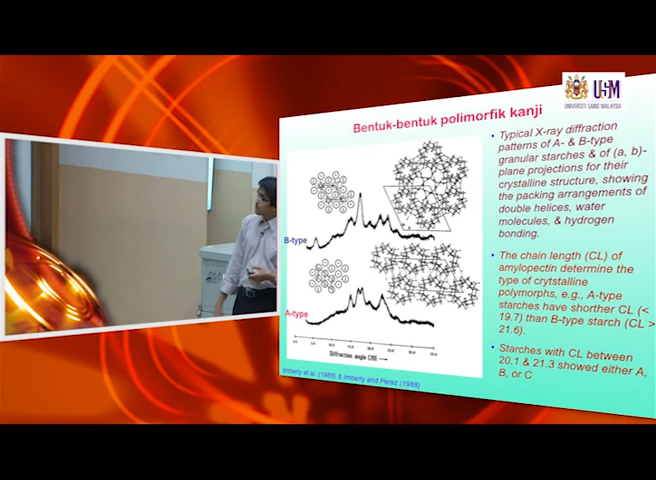 USM
UNIVERSITI SAINS MALAYSIA
Bentuk-bentuk polimorfik kanji
• Typical X-ray diffraction
patterns of A- & B-type
granular starches & of (a, b)-
plane projections for their
crystalline structure, showing
the packing arrangements of
double helices, water
molecules, & hydrogen
bonding.
• The chain length (CL) of
amylopectin determine the
type of crytstalline
polymorphs, e.g., A-type
starches have shorther CL (<
19.7) than B-type starch (CL >
21.6).
• Starches with CL between
20.1 & 21.3 showed either A,
B, or C
B-type
A-type
Diffraction angle (2θ)
Imberty et al. (1988) & Imberty and Perez (1988)